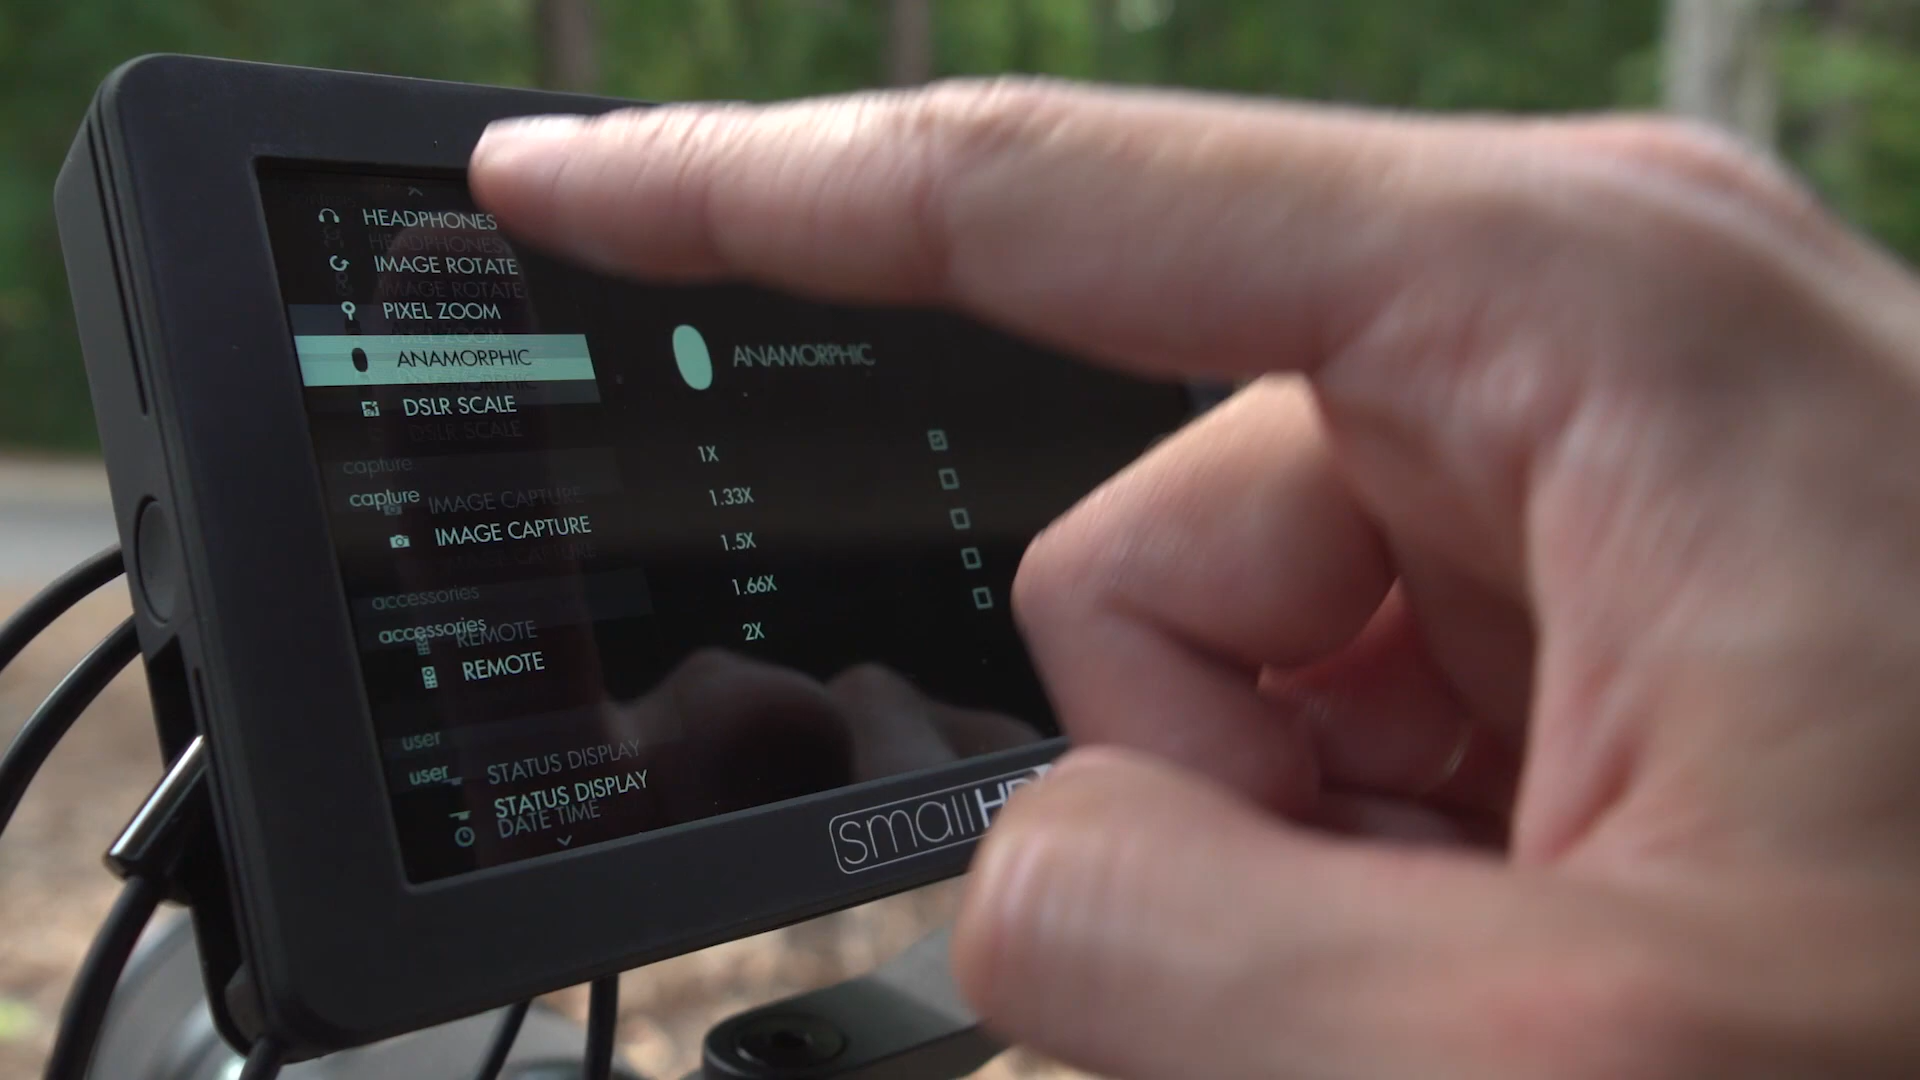 HEADPHONES
IMAGE ROTATE
PIXEL ZOOM
ANAMORPHIC
DSLR SCALE
capture
IMAGE CAPTURE
accessories
REMOTE
user
STATUS DISPLAY
DATE TIME
ANAMORPHIC
1X
1.33X
1.5X
1.66X
2X
smallHD